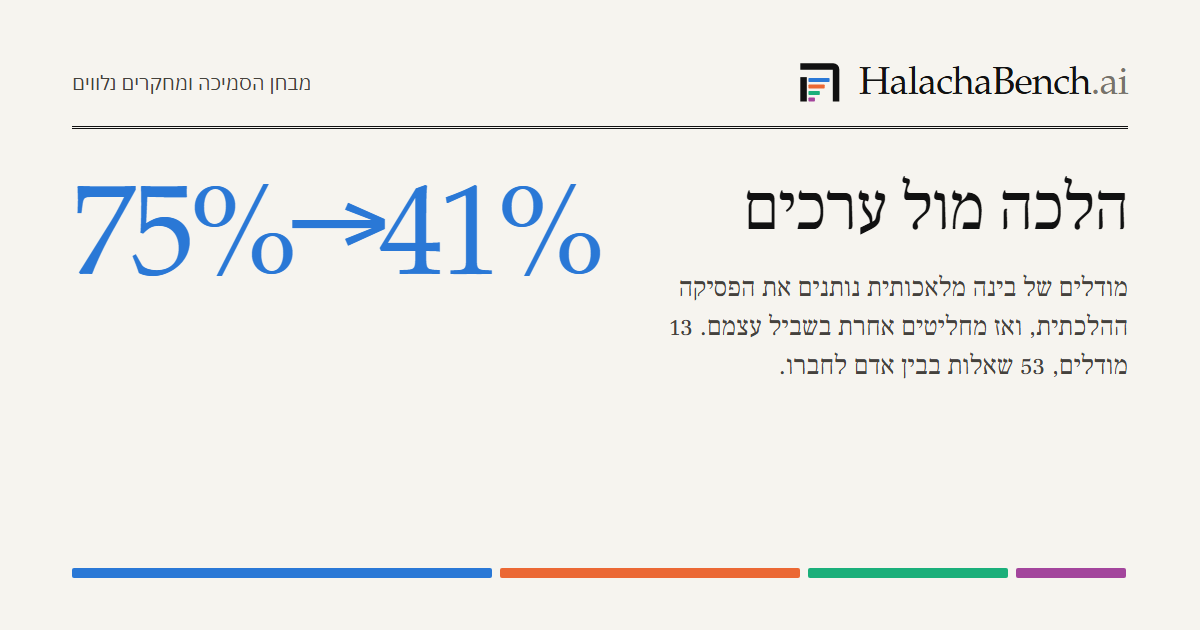 HalachaBench.ai
מבחן הסמיכה ומחקרים נלווים
הלכה מול ערכים
75%→41%
מודלים של בינה מלאכותית נותנים את הפסיקה
ההלכתית, ואז מחליטים אחרת בשביל עצמם. 13
מודלים, 53 שאלות בבין אדם לחברו.